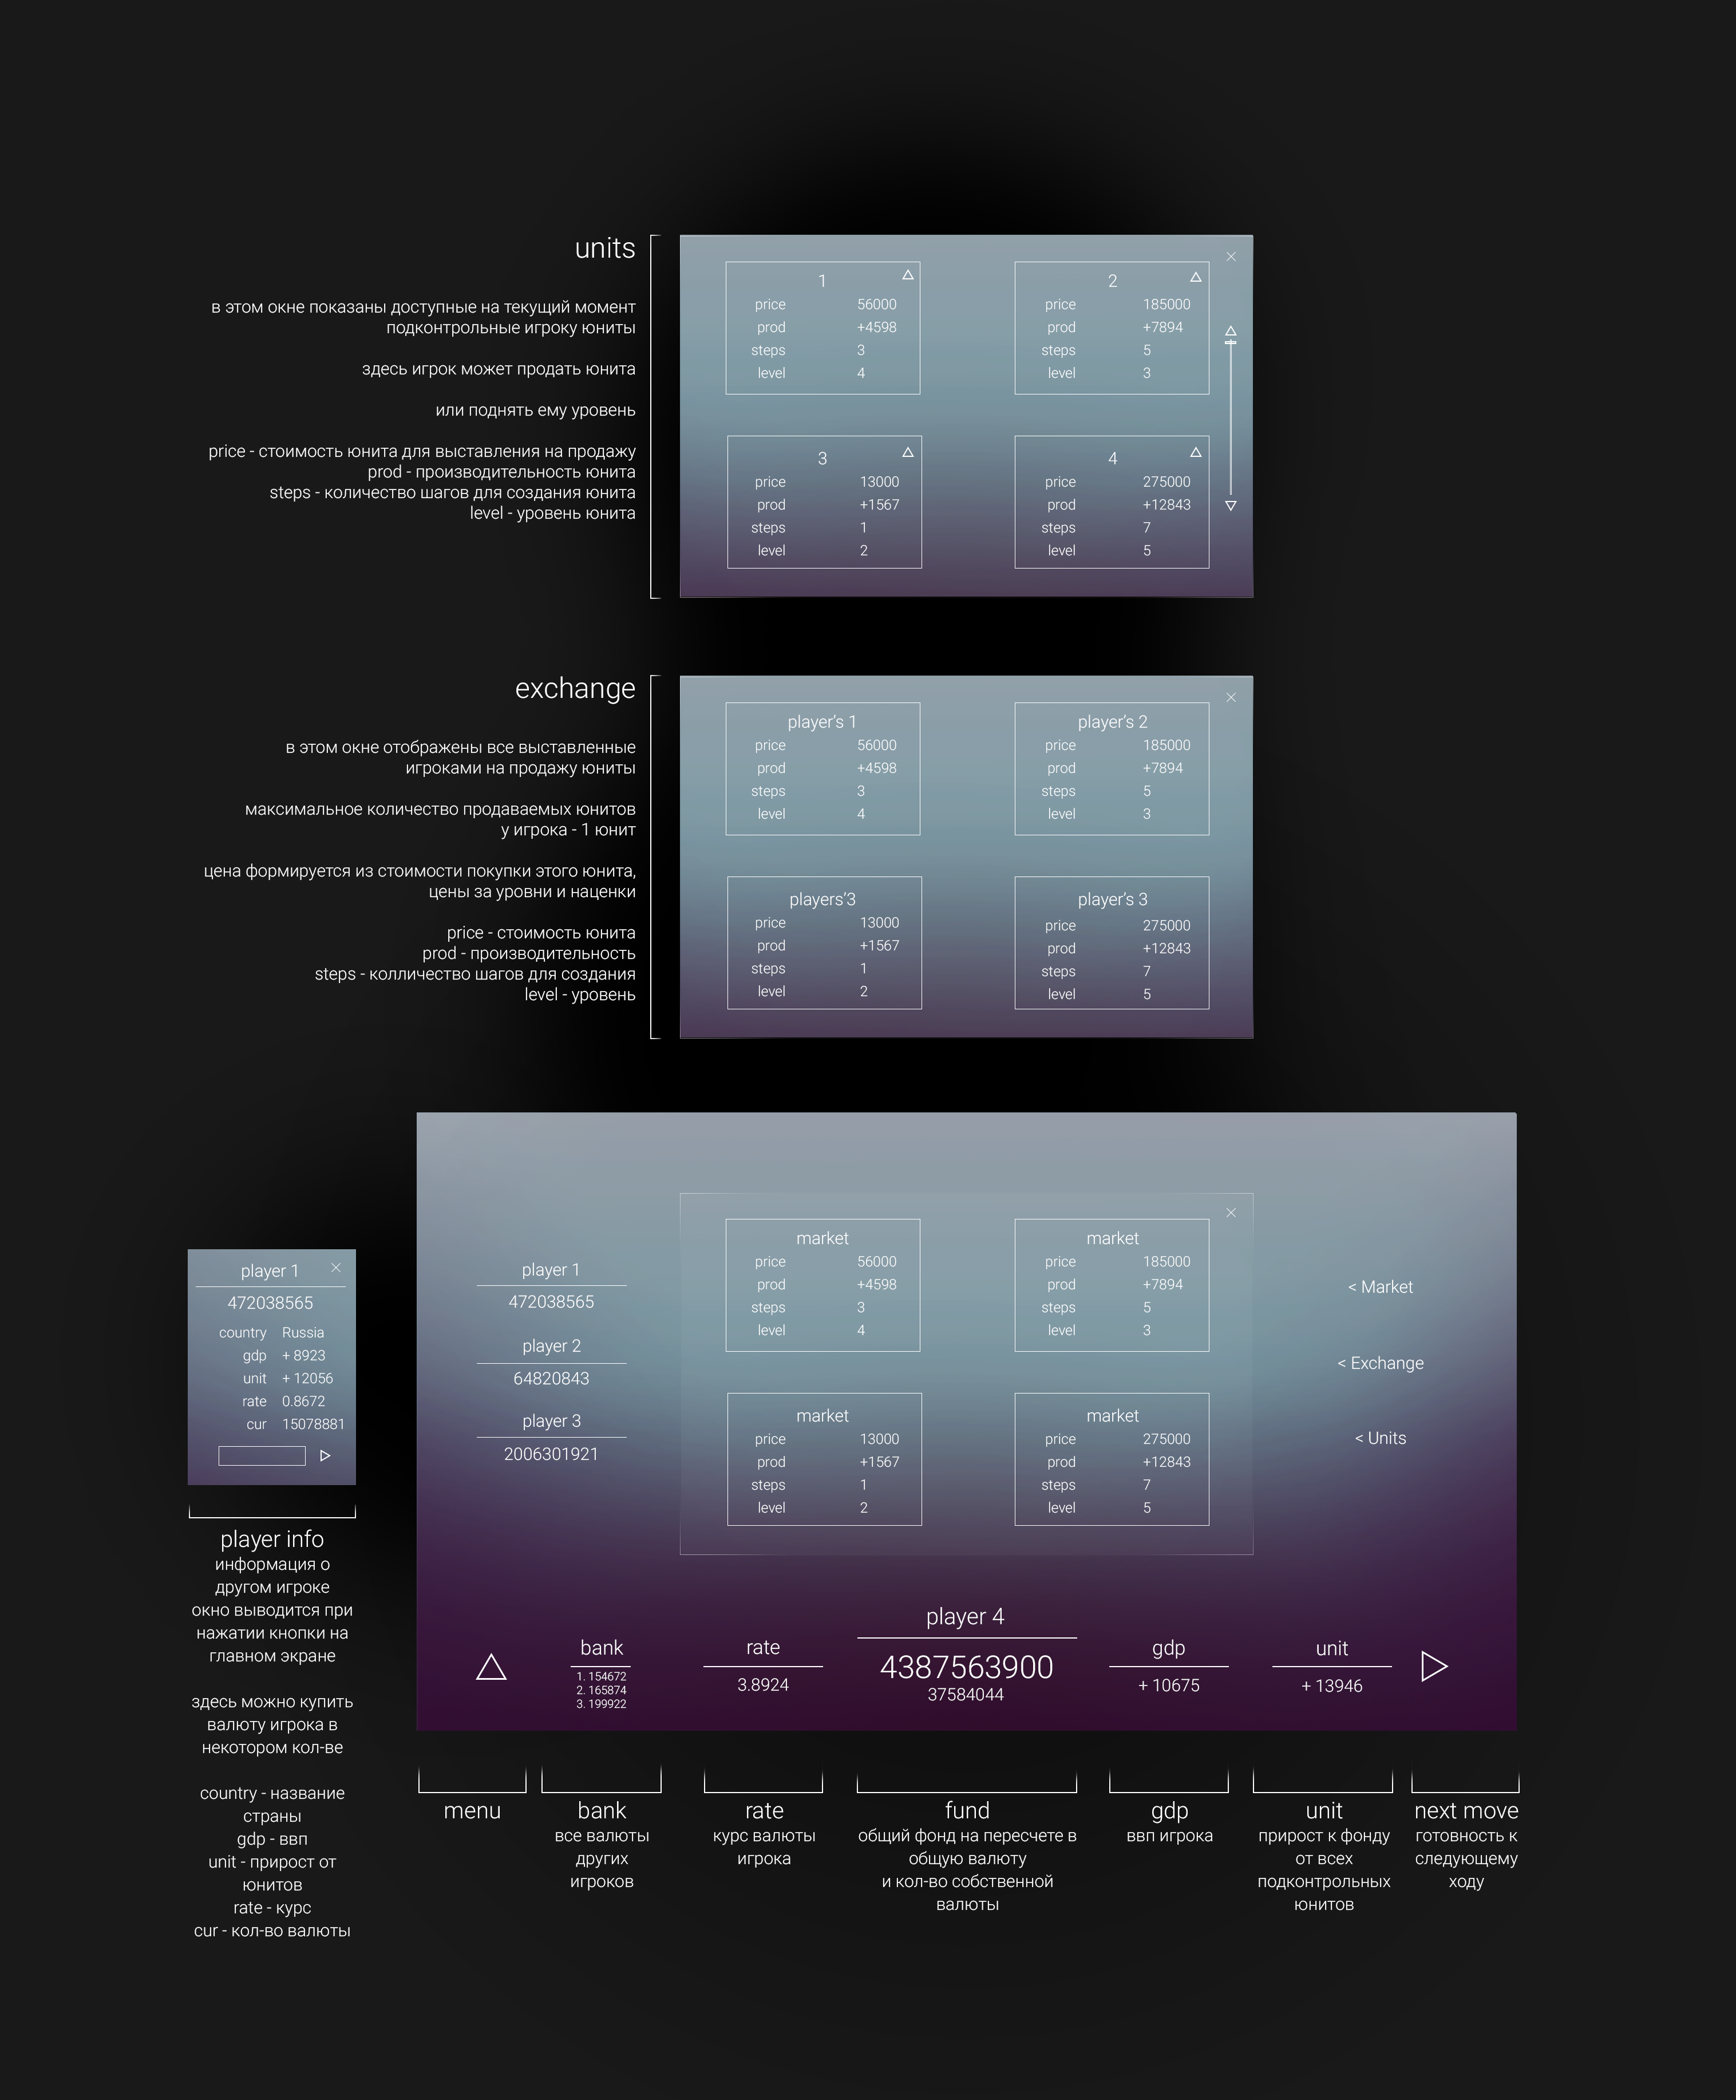 units
в этом окне показаны доступные на текущий момент
подконтрольные игроку юниты
здесь игрок может продать юнита
или поднять ему уровень
price - стоимость юнита для выставления на продажу
prod - производительность юнита
steps - количество шагов для создания юнита
level - уровень юнита
1
price 56000
prod +4598
steps 3
level 4
2
price 185000
prod +7894
steps 5
level 3
3
price 13000
prod +1567
steps 1
level 2
4
price 275000
prod +12843
steps 7
level 5
exchange
в этом окне отображены все выставленные
игроками на продажу юниты
максимальное количество продаваемых юнитов
у игрока - 1 юнит
цена формируется из стоимости покупки этого юнита,
цены за уровни и наценки
price - стоимость юнита
prod - производительность
steps - колличество шагов для создания
level - уровень
player's 1
price 56000
prod +4598
steps 3
level 4
player's 2
price 185000
prod +7894
steps 5
level 3
players'3
price 13000
prod +1567
steps 1
level 2
player's 3
price 275000
prod +12843
steps 7
level 5
player 1
472038565
country Russia
gdp + 8923
unit + 12056
rate 0.8672
cur 15078881
player info
информация о
другом игроке
окно выводится при
нажатии кнопки на
главном экране
здесь можно купить
валюту игрока в
некотором кол-ве
country - название
страны
gdp - ввп
unit - прирост от
юнитов
rate - курс
cur - кол-во валюты
player 1
472038565
player 2
64820843
player 3
2006301921
market
price 56000
prod +4598
steps 3
level 4
market
price 185000
prod +7894
steps 5
level 3
market
price 13000
prod +1567
steps 1
level 2
market
price 275000
prod +12843
steps 7
level 5
< Market
< Exchange
< Units
bank
1. 154672
2. 165874
3. 199922
rate
3.8924
player 4
4387563900
37584044
gdp
+ 10675
unit
+ 13946
menu
bank
все валюты
других
игроков
rate
курс валюты
игрока
fund
общий фонд на пересчете в
общую валюту
и кол-во собственной
валюты
gdp
ввп игрока
unit
прирост к фонду
от всех
подконтрольных
юнитов
next move
готовность к
следующему
ходу